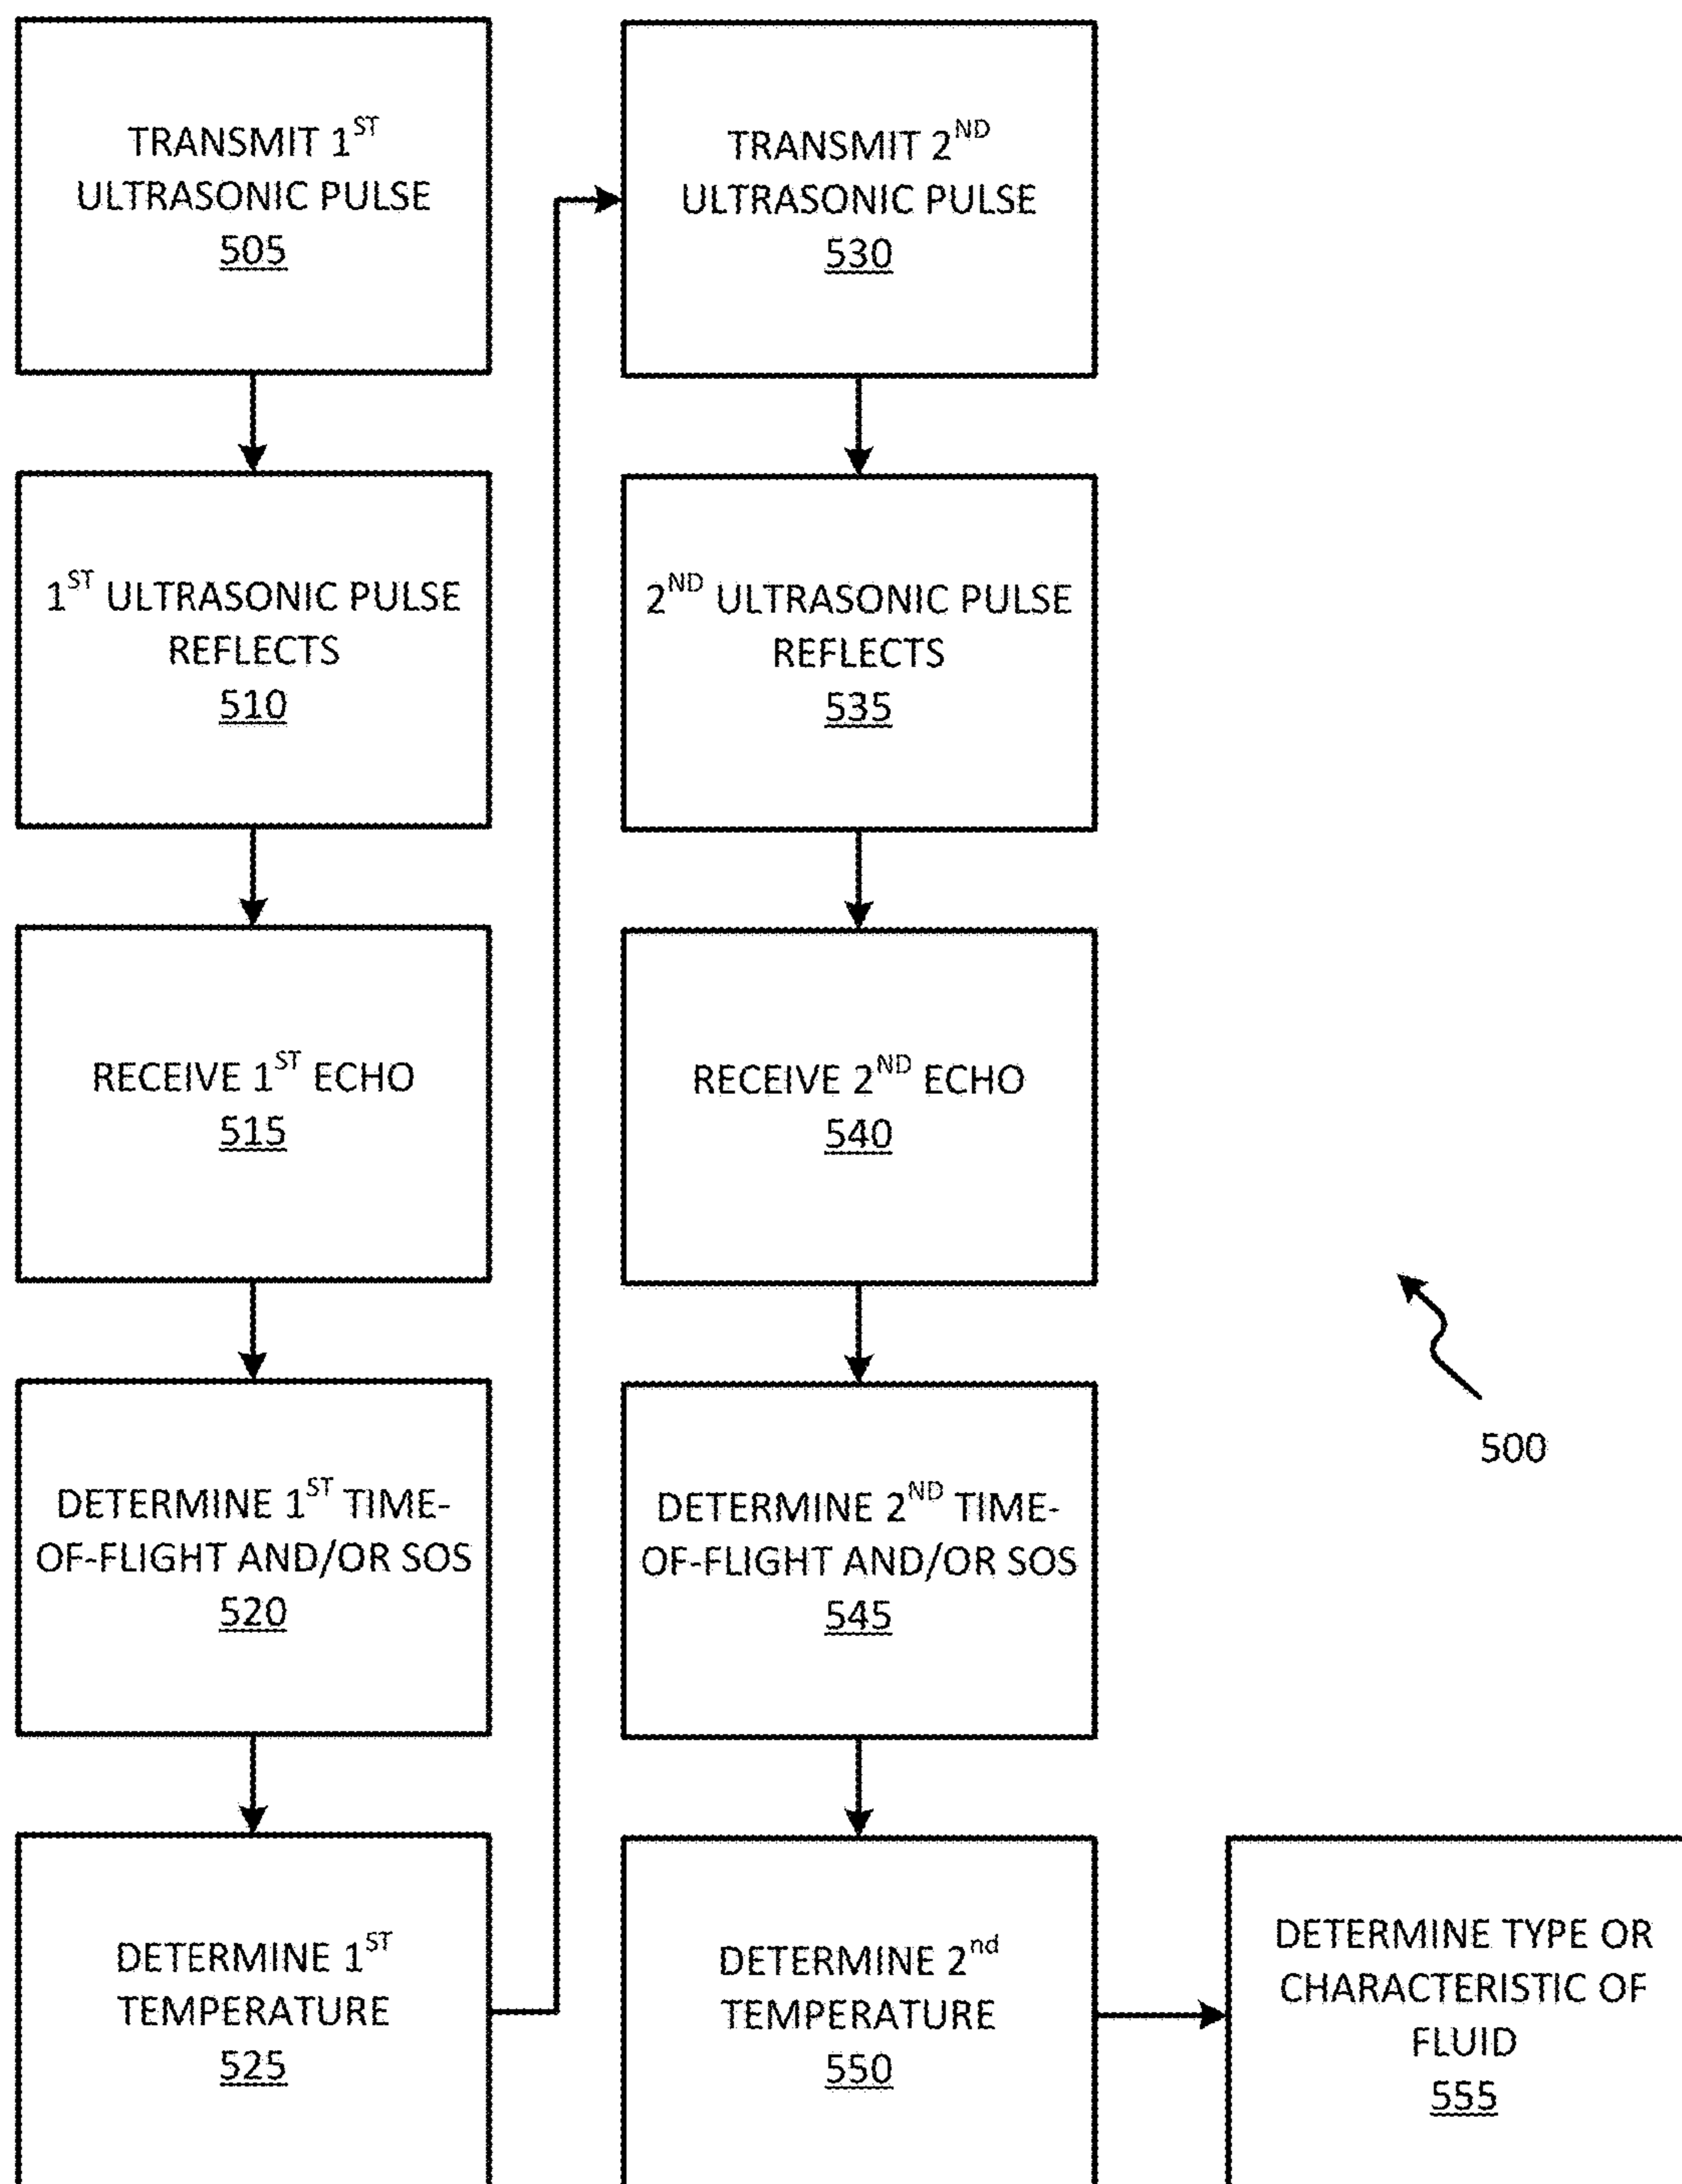 TRANSMIT 1ST
ULTRASONIC PULSE
505
1ST ULTRASONIC PULSE
REFLECTS
510
RECEIVE 1ST ECHO
515
DETERMINE 1ST TIME-
OF-FLIGHT AND/OR SOS
520
DETERMINE 1ST
TEMPERATURE
525
TRANSMIT 2ND
ULTRASONIC PULSE
530
2ND ULTRASONIC PULSE
REFLECTS
535
RECEIVE 2ND ECHO
540
DETERMINE 2ND TIME-
OF-FLIGHT AND/OR SOS
545
DETERMINE 2nd
TEMPERATURE
550
DETERMINE TYPE OR
CHARACTERISTIC OF
FLUID
555
500